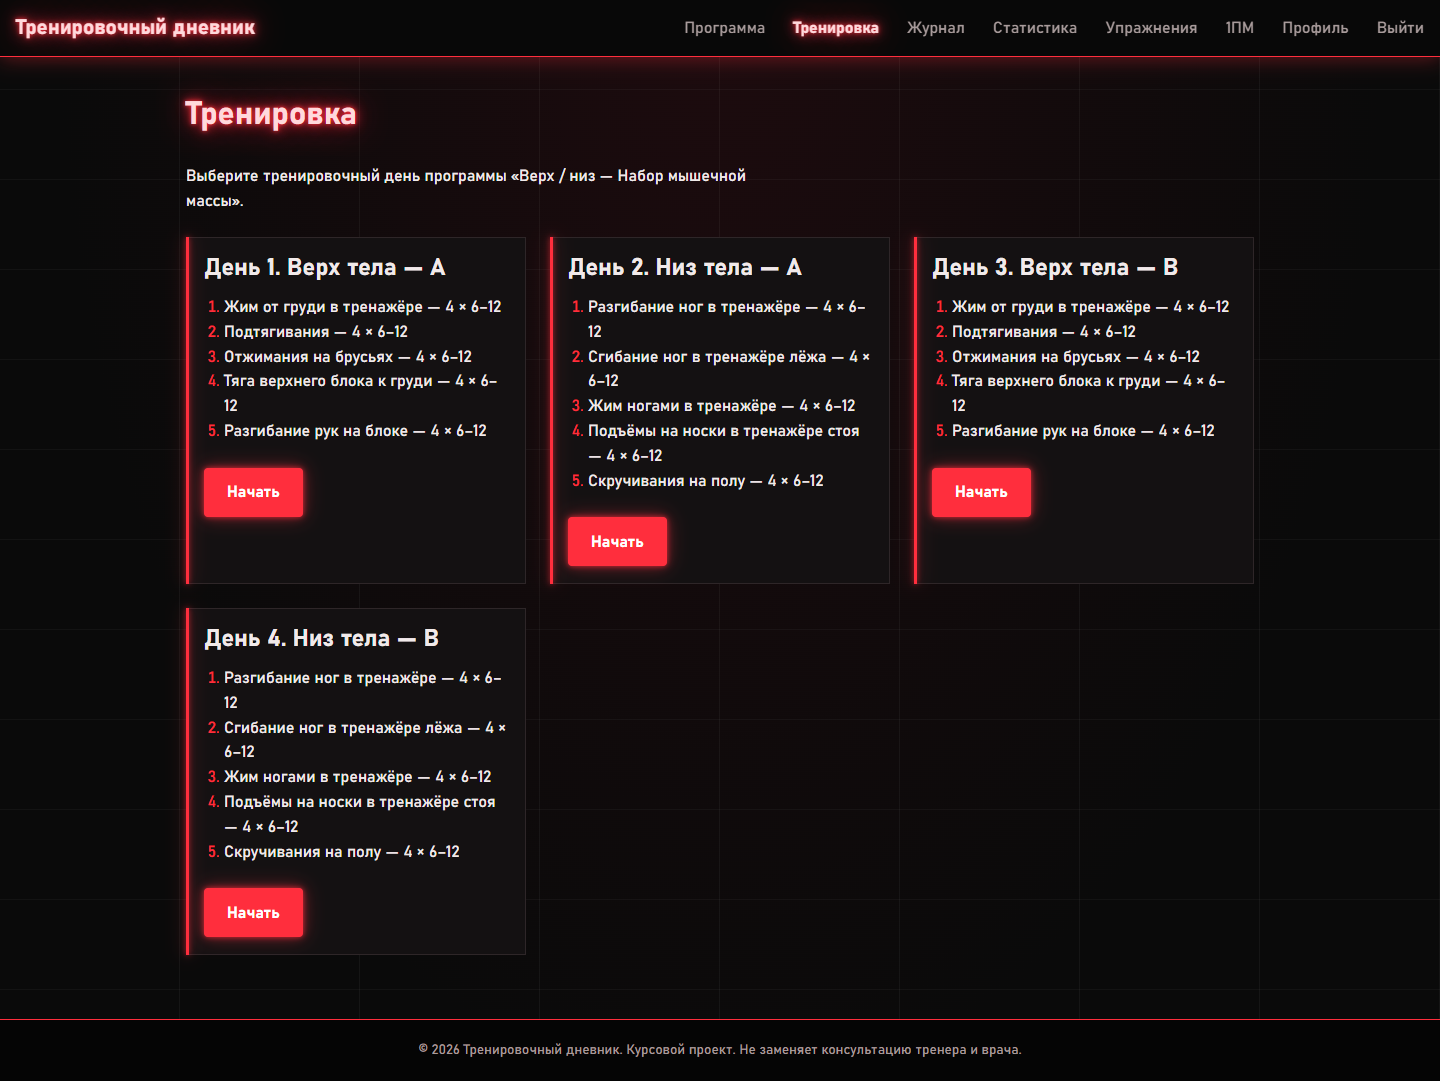 Тренировочный дневник
Программа Тренировка Журнал Статистика Упражнения 1ПМ Профиль Выйти
Тренировка
Выберите тренировочный день программы «Верх / низ — Набор мышечной
массы».
День 1. Верх тела — A
1. Жим от груди в тренажёре — 4 × 6–12
2. Подтягивания — 4 × 6–12
3. Отжимания на брусьях — 4 × 6–12
4. Тяга верхнего блока к груди — 4 × 6–
12
5. Разгибание рук на блоке — 4 × 6–12
Начать
День 2. Низ тела — A
1. Разгибание ног в тренажёре — 4 × 6–
12
2. Сгибание ног в тренажёре лёжа — 4 ×
6–12
3. Жим ногами в тренажёре — 4 × 6–12
4. Подъёмы на носки в тренажёре стоя
— 4 × 6–12
5. Скручивания на полу — 4 × 6–12
Начать
День 3. Верх тела — B
1. Жим от груди в тренажёре — 4 × 6–12
2. Подтягивания — 4 × 6–12
3. Отжимания на брусьях — 4 × 6–12
4. Тяга верхнего блока к груди — 4 × 6–
12
5. Разгибание рук на блоке — 4 × 6–12
Начать
День 4. Низ тела — B
1. Разгибание ног в тренажёре — 4 × 6–
12
2. Сгибание ног в тренажёре лёжа — 4 ×
6–12
3. Жим ногами в тренажёре — 4 × 6–12
4. Подъёмы на носки в тренажёре стоя
— 4 × 6–12
5. Скручивания на полу — 4 × 6–12
Начать
© 2026 Тренировочный дневник. Курсовой проект. Не заменяет консультацию тренера и врача.